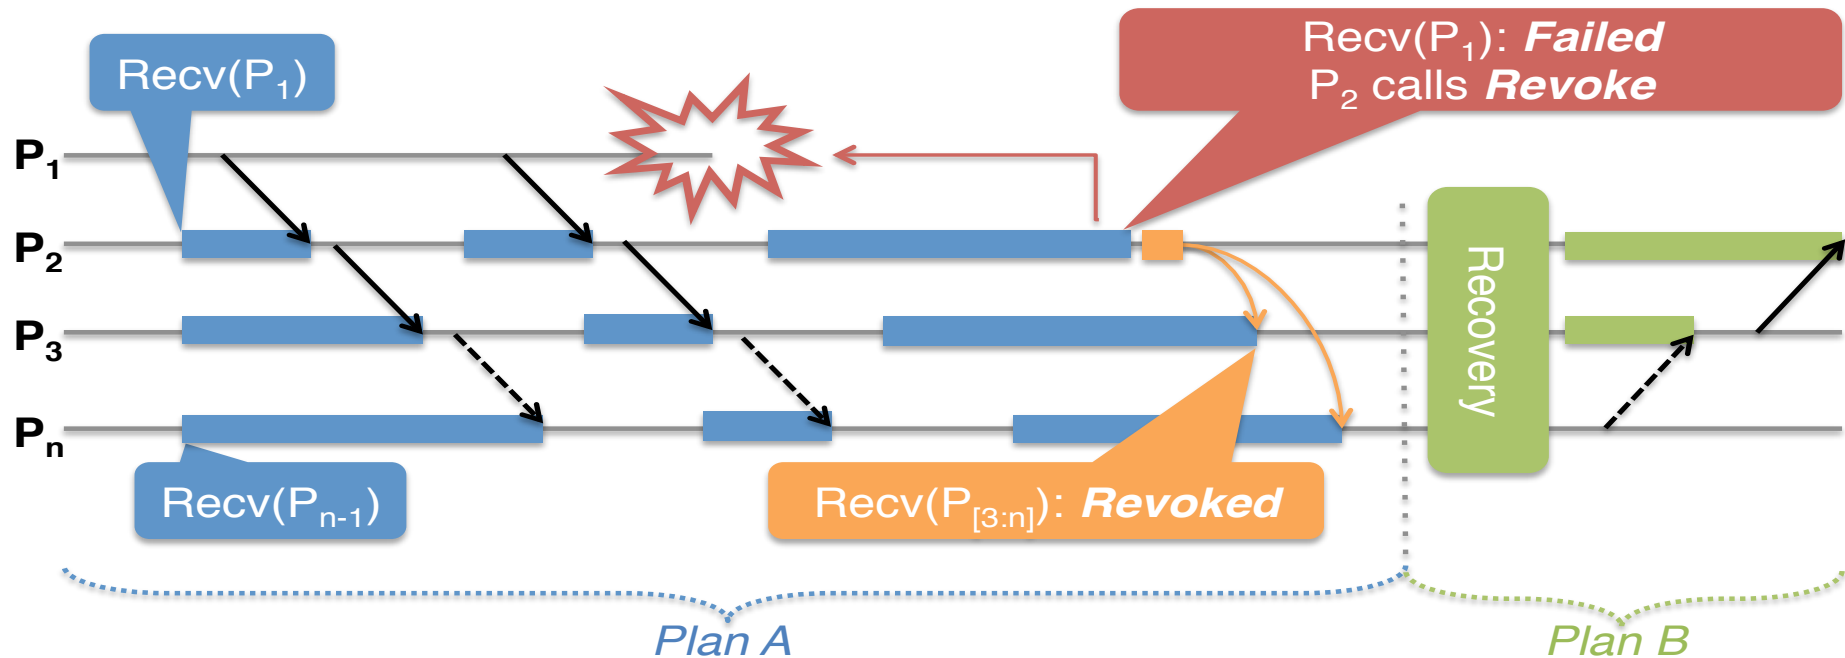 Recv(P1)
Recv(P1): Failed
P2 calls Revoke
P1
P2
P3
Pn
Recovery
Recv(Pn-1)
Recv(P[3:n]): Revoked
Plan A
Plan B